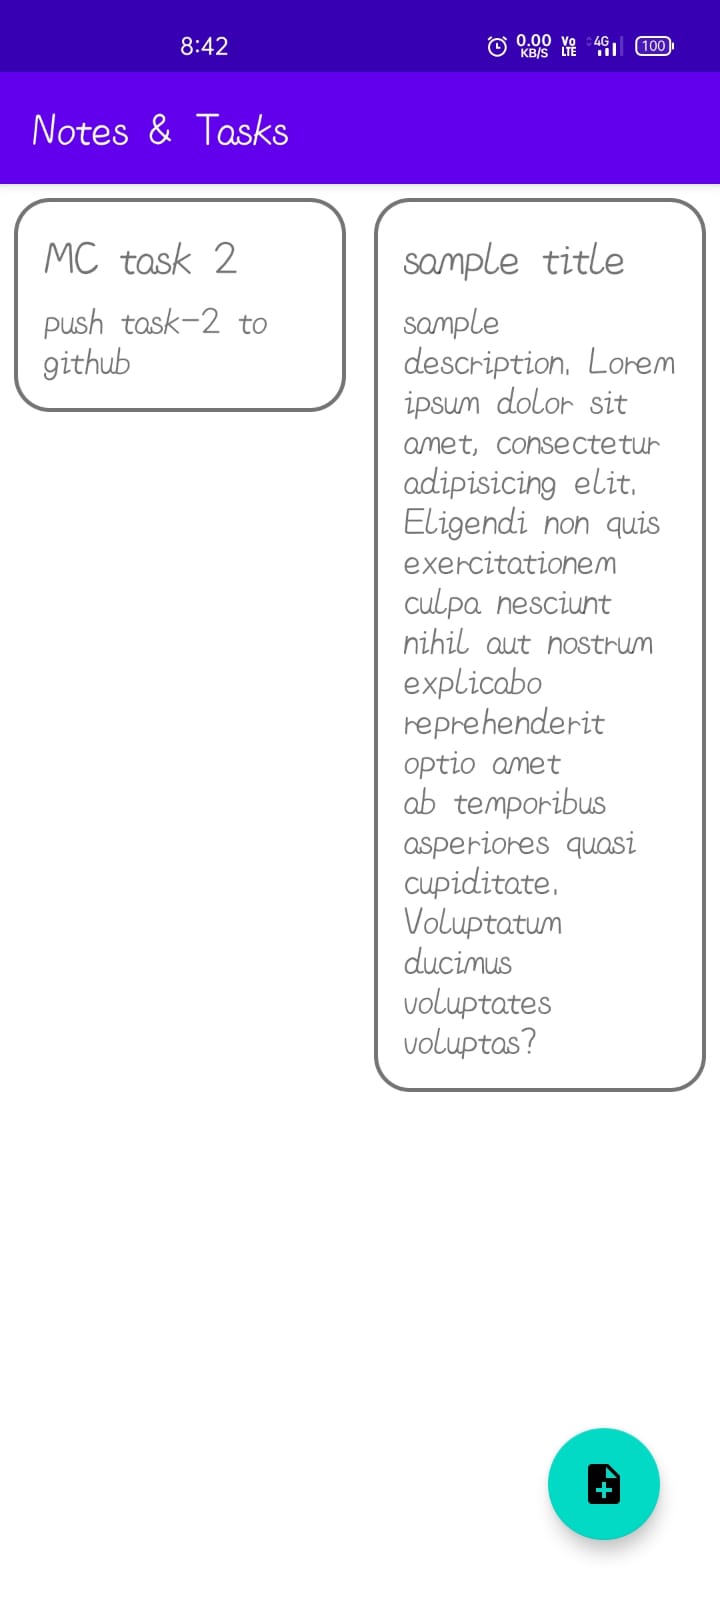 8:42
0.00
KB/S
Vo
LTE
4G
100
Notes & Tasks
MC task 2
push task-2 to
github
sample title
sample
description. Lorem
ipsum dolor sit
amet, consectetur
adipisicing elit.
Eligendi non quis
exercitationem
culpa nesciunt
nihil aut nostrum
explicabo
reprehenderit
optio amet
ab temporibus
asperiores quasi
cupiditate.
Voluptatum
ducimus
voluptates
voluptas?